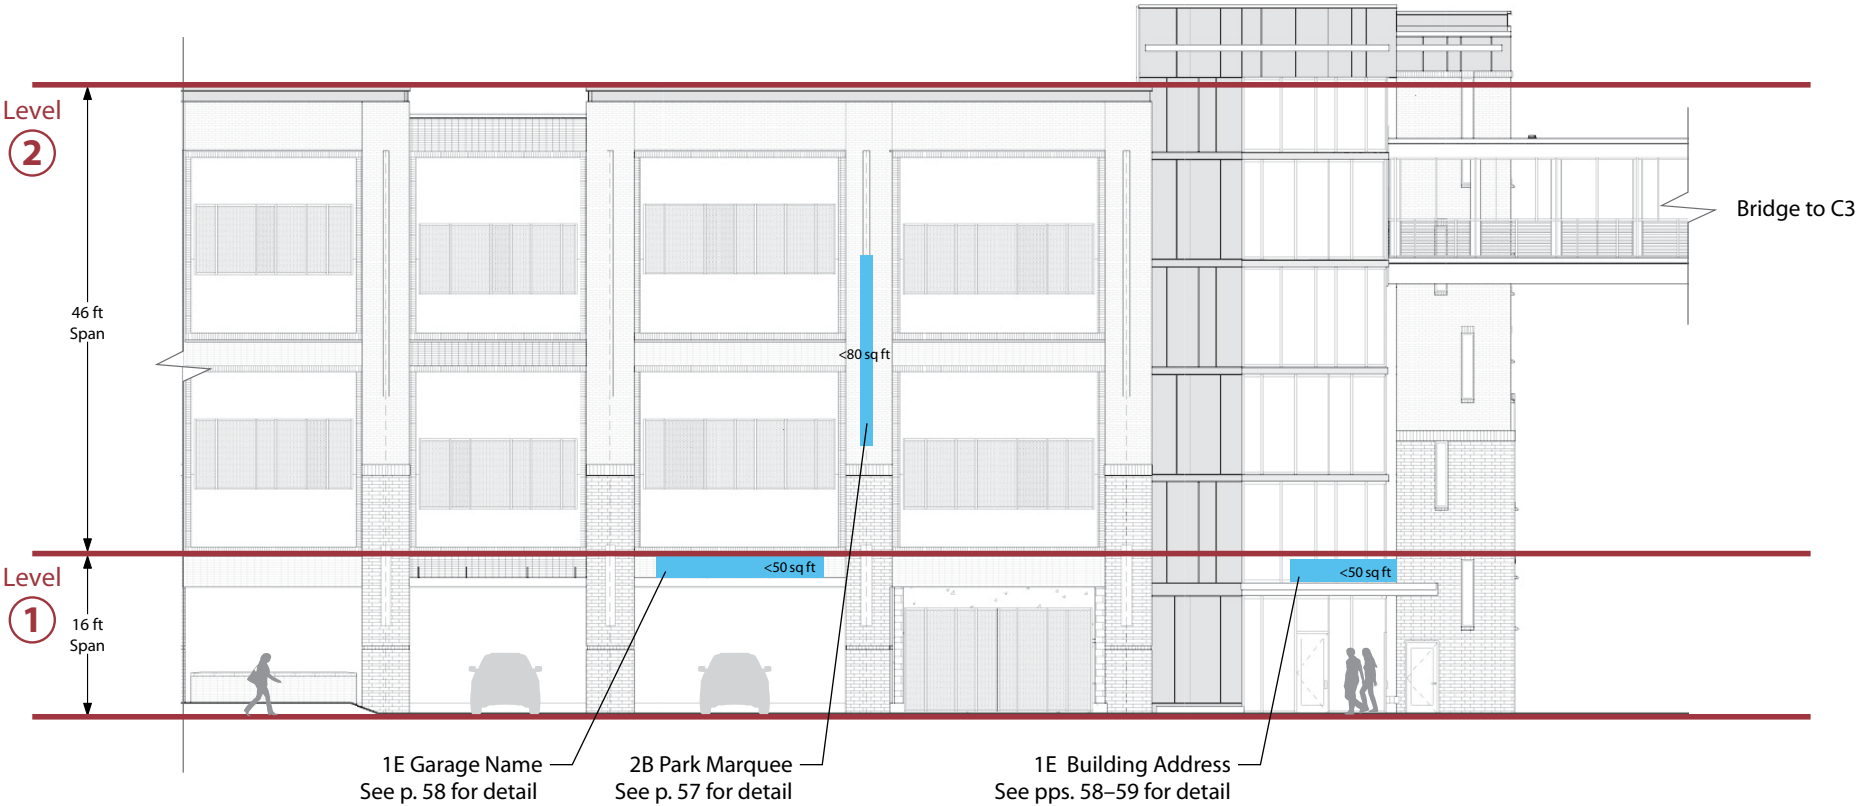 Level
2
46 ft
Span
Bridge to C3
<80 sq ft
Level
1
16 ft
Span
<50 sq ft
<50 sq ft
1E Garage Name
See p. 58 for detail
2B Park Marquee
See p. 57 for detail
1E Building Address
See pps. 58–59 for detail